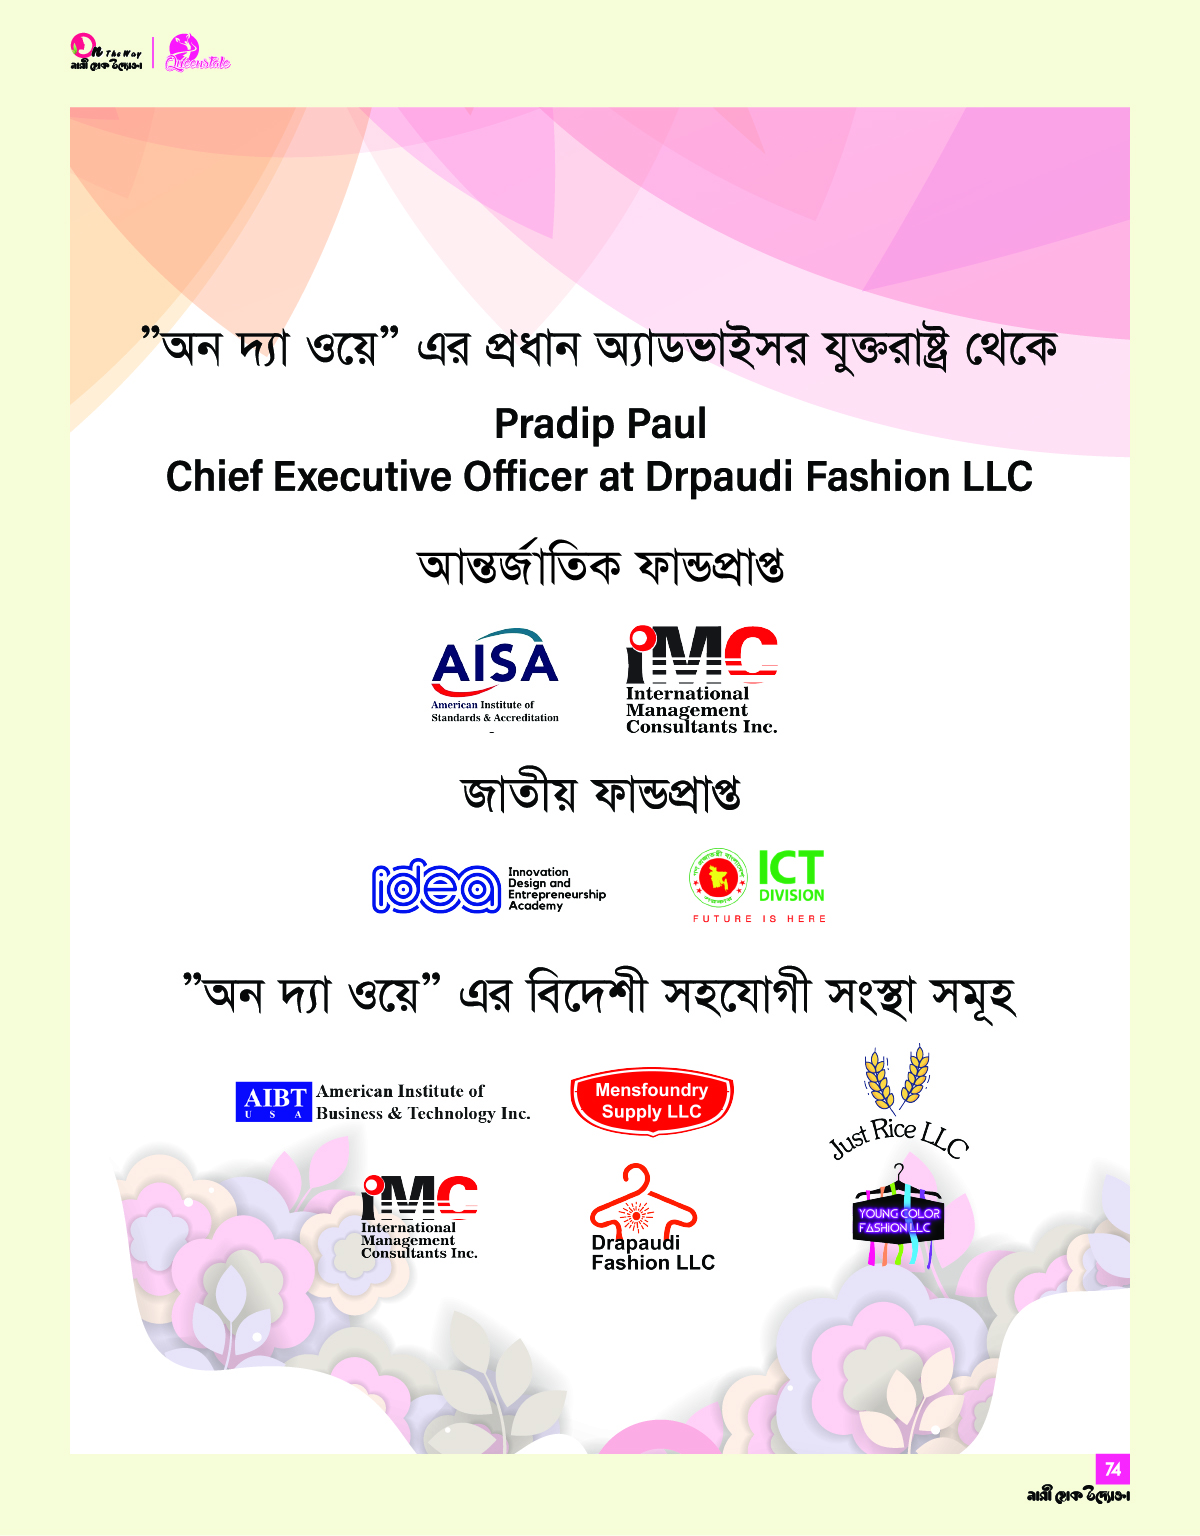 On The Way
নারী হোক উদ্যোক্তা
Queenstale
”অন দ্যা ওয়ে” এর প্রধান অ্যাডভাইসর যুক্তরাষ্ট্র থেকে
Pradip Paul
Chief Executive Officer at Drpaudi Fashion LLC
আন্তর্জাতিক ফান্ডপ্রাপ্ত
AISA
American Institute of
Standards & Accreditation
iMC
International
Management
Consultants Inc.
জাতীয় ফান্ডপ্রাপ্ত
idea
Innovation
Design and
Entrepreneurship
Academy
ICT
DIVISION
FUTURE IS HERE
”অন দ্যা ওয়ে” এর বিদেশী সহযোগী সংস্থা সমূহ
AIBT
USA
American Institute of
Business & Technology Inc.
Mensfoundry
Supply LLC
Just Rice LLC
iMC
International
Management
Consultants Inc.
Drapaudi
Fashion LLC
YOUNG COLOR
FASHION LLC
74
নারী হোক উদ্যোক্তা